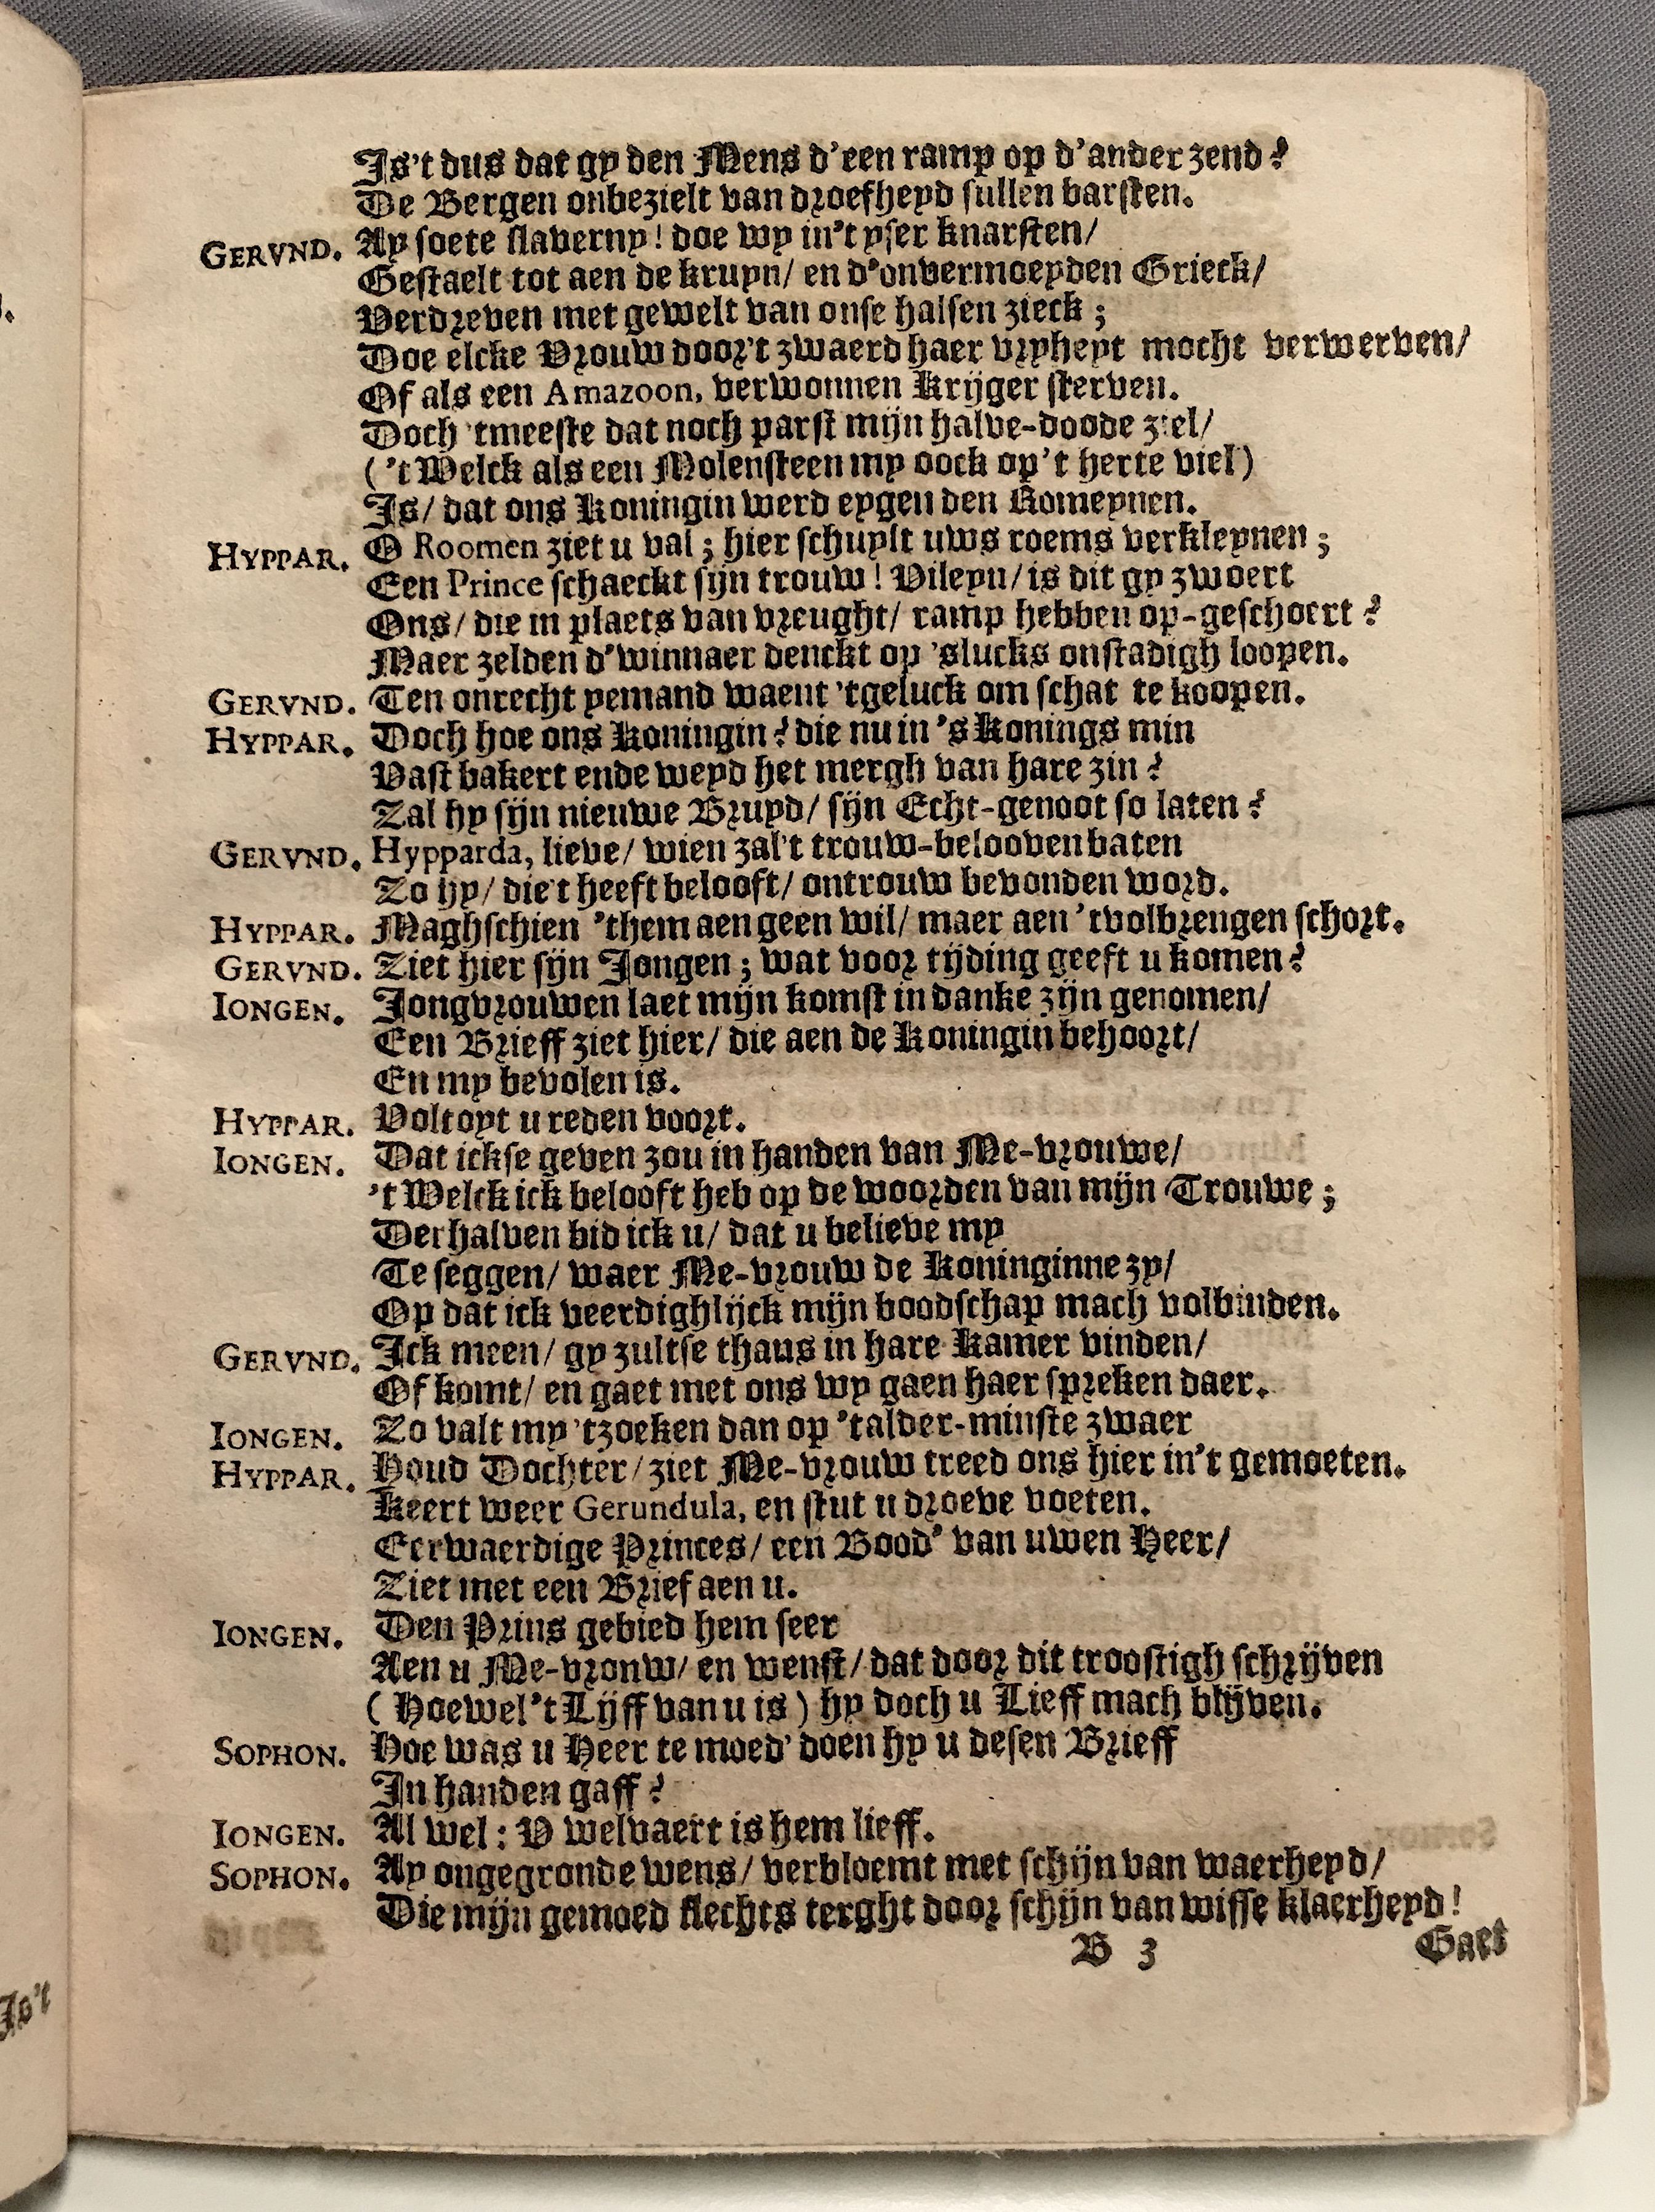 Is't dus dat gy den Mens d'een ramp op d'ander zend?
De Bergen onbezielt van droefheyd sullen barsten.
GERVND. Ay soete slaverny! doe wy in't yser knarsten/
Gestaelt tot aen de kruyn/ en d'onvermoeyden Grieck/
Verdreven met gewelt van onse halsen zieck;
Doe elcke Vrouw door't zwaerd haer vryheyt mocht verwerven/
Of als een Amazoon, verwonnen Krijger sterven.
Doch 'tmeeste dat noch parst mijn halve-doode ziel/
('t Welck als een Molensteen my oock op't herte viel)
Is/ dat ons Koningin werd eygen den Romeynen.
HYPPAR. O Roomen ziet u val; hier schuylt uws roems verkleynen;
Een Prince schaeckt sijn trouw! Vileyn/ is dit gy zwoert
Ons/ die in plaets van vreught/ ramp hebben op-geschoert?
Maer zelden d'winnaer denckt op 'slucks onstadigh loopen.
GERVND. Ten onrecht yemand waent 'tgeluck om schat te koopen.
HYPPAR. Doch hoe ons Koningin? die nu in 's Konings min
Vast bakert ende weyd het mergh van hare zin?
Zal hy sijn nieuwe Bruyd/ sijn Echt-genoot so laten?
GERVND. Hypparda, lieve/ wien zal't trouw-belooven baten
Zo hy/ die't heeft belooft/ ontrouw bevonden word.
HYPPAR. Maghschien 'them aen geen wil/ maer aen 'tvolbrengen schort.
GERVND. Ziet hier sijn Jongen; wat voor tijding geeft u komen?
IONGEN. Jongvrouwen laet mijn komst in danke zijn genomen/
Een Brieff ziet hier/ die aen de Koningin behoort/
En my bevolen is.
HYPPAR. Voltoyt u reden voort.
IONGEN. Dat ickse geven zou in handen van Me-vrouwe/
't Welck ick belooft heb op de woorden van mijn Trouwe;
Derhalven bid ick u/ dat u believe my
Te seggen/ waer Me-vrouw de Koninginne zy/
Op dat ick veerdighlijck mijn boodschap mach volbinden.
GERVND. Ick meen/ gy zultse thans in hare Kamer vinden/
Of komt/ en gaet met ons wy gaen haer spreken daer.
IONGEN. Zo valt my 'tzoeken dan op 'talder-minste zwaer
HYPPAR. Houd Dochter/ ziet Me-vrouw treed ons hier in't gemoeten.
Keert weer Gerundula, en stut u droeve voeten.
Eerwaerdige Princes/ een Bood' van uwen Heer/
Ziet met een Brief aen u.
IONGEN. Den Prins gebied hem seer
Aen u Me-vronw/ en wenst/ dat door dit troostigh schrijven
(Hoewel 't Lijff van u is) hy doch u Lieff mach blijven.
SOPHON. Hoe was u Heer te moed' doen hy u desen Brieff
In handen gaff?
IONGEN. Al wel: V welvaert is hem lieff.
SOPHON. Ay ongegronde wens/ verbloemt met schijn van waerheyd/
Die mijn gemoed slechts terght door schijn van wisse klaerheyd!
B 3 Gaet
Is't